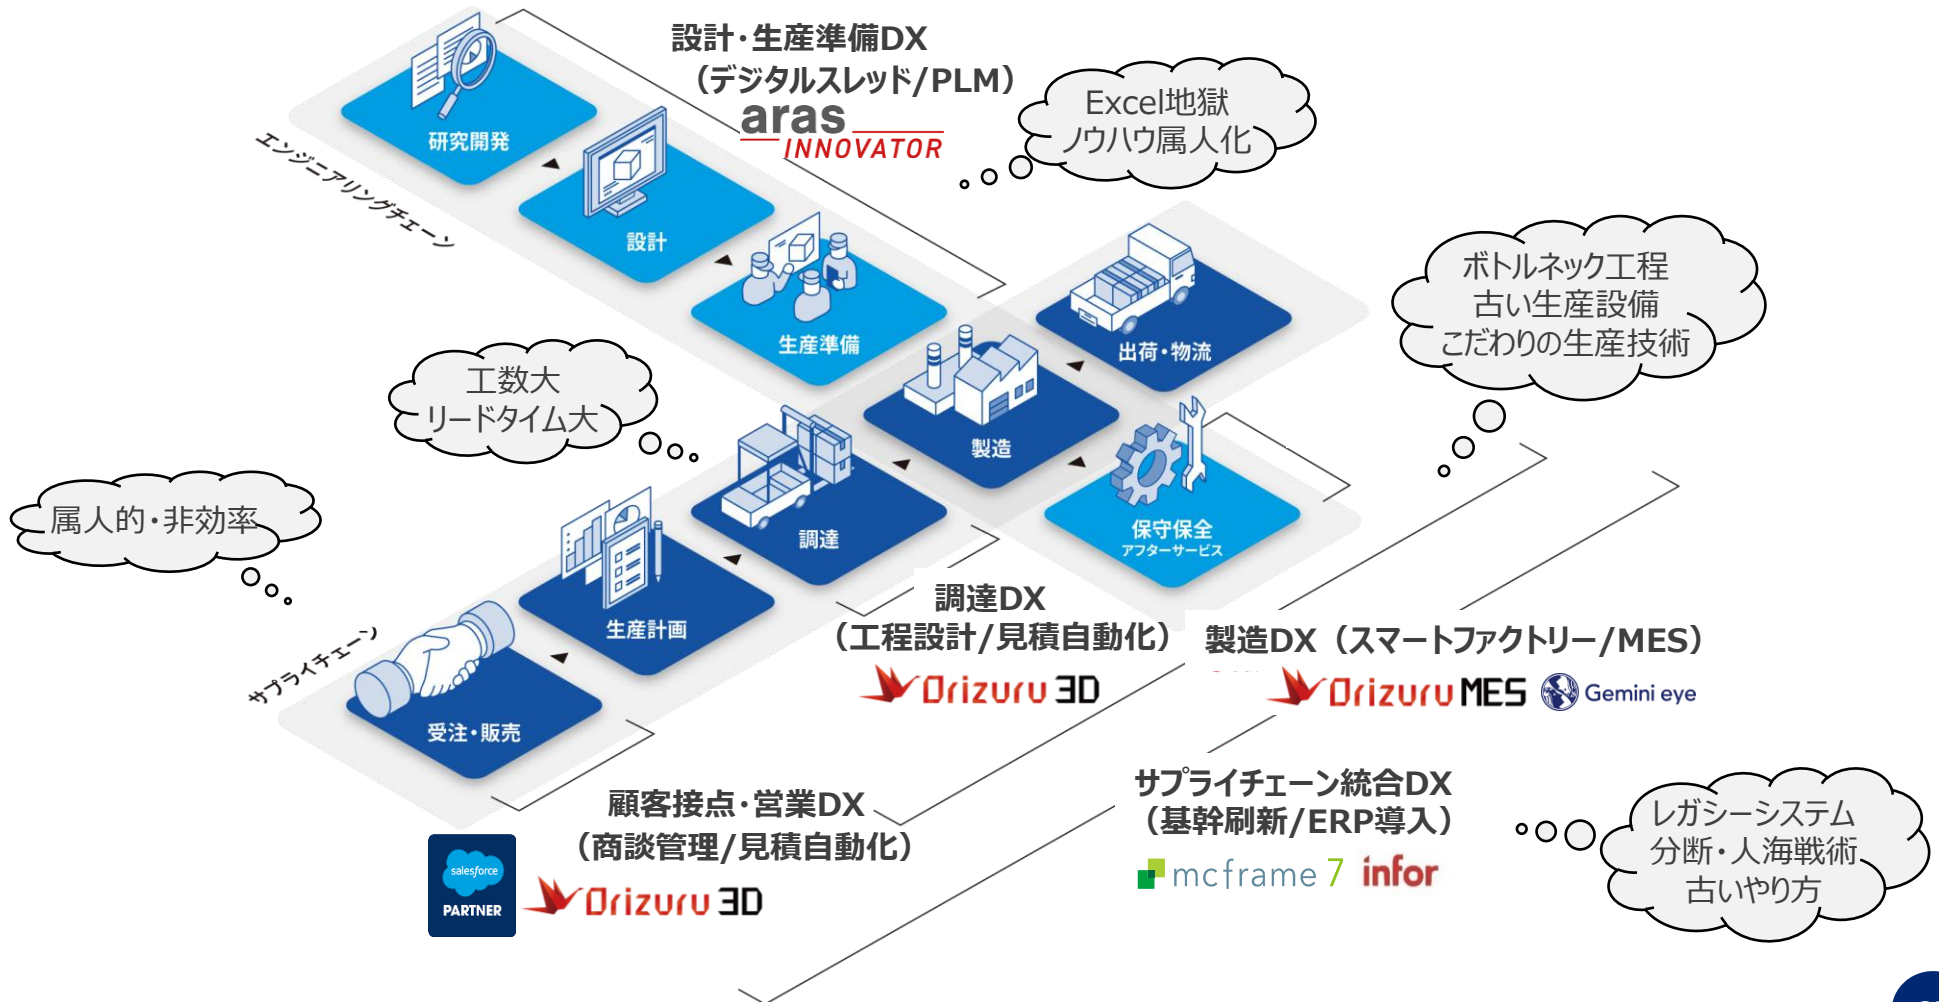 設計・生産準備DX
（デジタルスレッド/PLM）
aras
INNOVATOR
Excel地獄
ノウハウ属人化
研究開発
エンジニアリングチェーン
設計
生産準備
出荷・物流
ボトルネック工程
古い生産設備
こだわりの生産技術
工数大
リードタイム大
製造
属人的・非効率
調達
保守保全
アフターサービス
生産計画
サプライチェーン
受注・販売
調達DX
（工程設計/見積自動化）
Orizuru 3D
製造DX（スマートファクトリー/MES）
Orizuru MES
Gemini eye
顧客接点・営業DX
（商談管理/見積自動化）
salesforce
PARTNER
Orizuru 3D
サプライチェーン統合DX
（基幹刷新/ERP導入）
mcframe 7
infor
レガシーシステム
分断・人海戦術
古いやり方